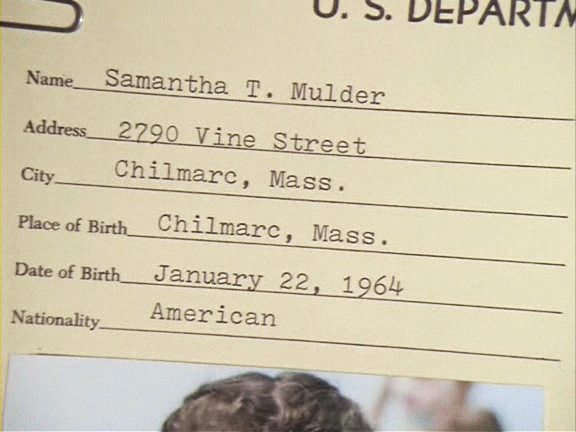 U. S. DEPARTM
Name Samantha T. Mulder
Address 2790 Vine Street
City Chilmarc, Mass.
Place of Birth Chilmarc, Mass.
Date of Birth January 22, 1964
Nationality American